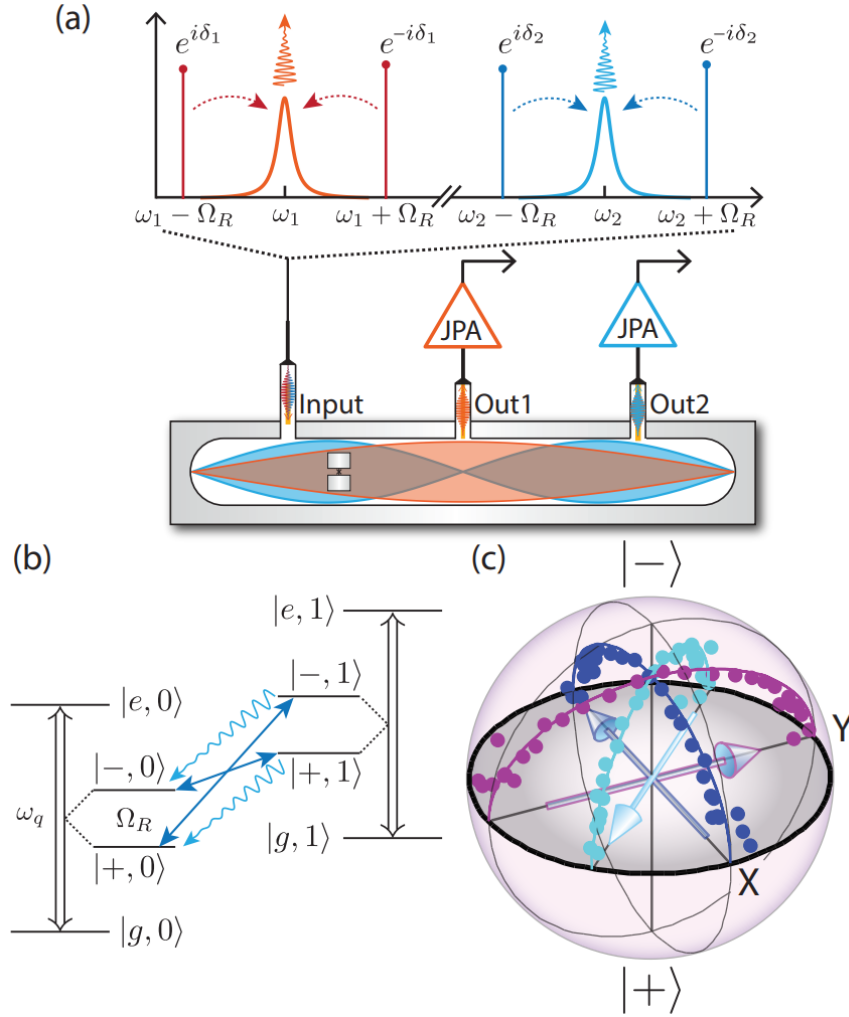 (a)
e^{iδ_1} e^{-iδ_1} e^{iδ_2} e^{-iδ_2}
ω_1 − Ω_R ω_1 ω_1 + Ω_R ω_2 − Ω_R ω_2 ω_2 + Ω_R
JPA JPA
Input Out1 Out2
(b)
|e, 1⟩
|−, 1⟩
|e, 0⟩
|−, 0⟩
|+, 1⟩
ω_q Ω_R
|+, 0⟩ |g, 1⟩
|g, 0⟩
(c)
|−⟩
Y
X
|+⟩